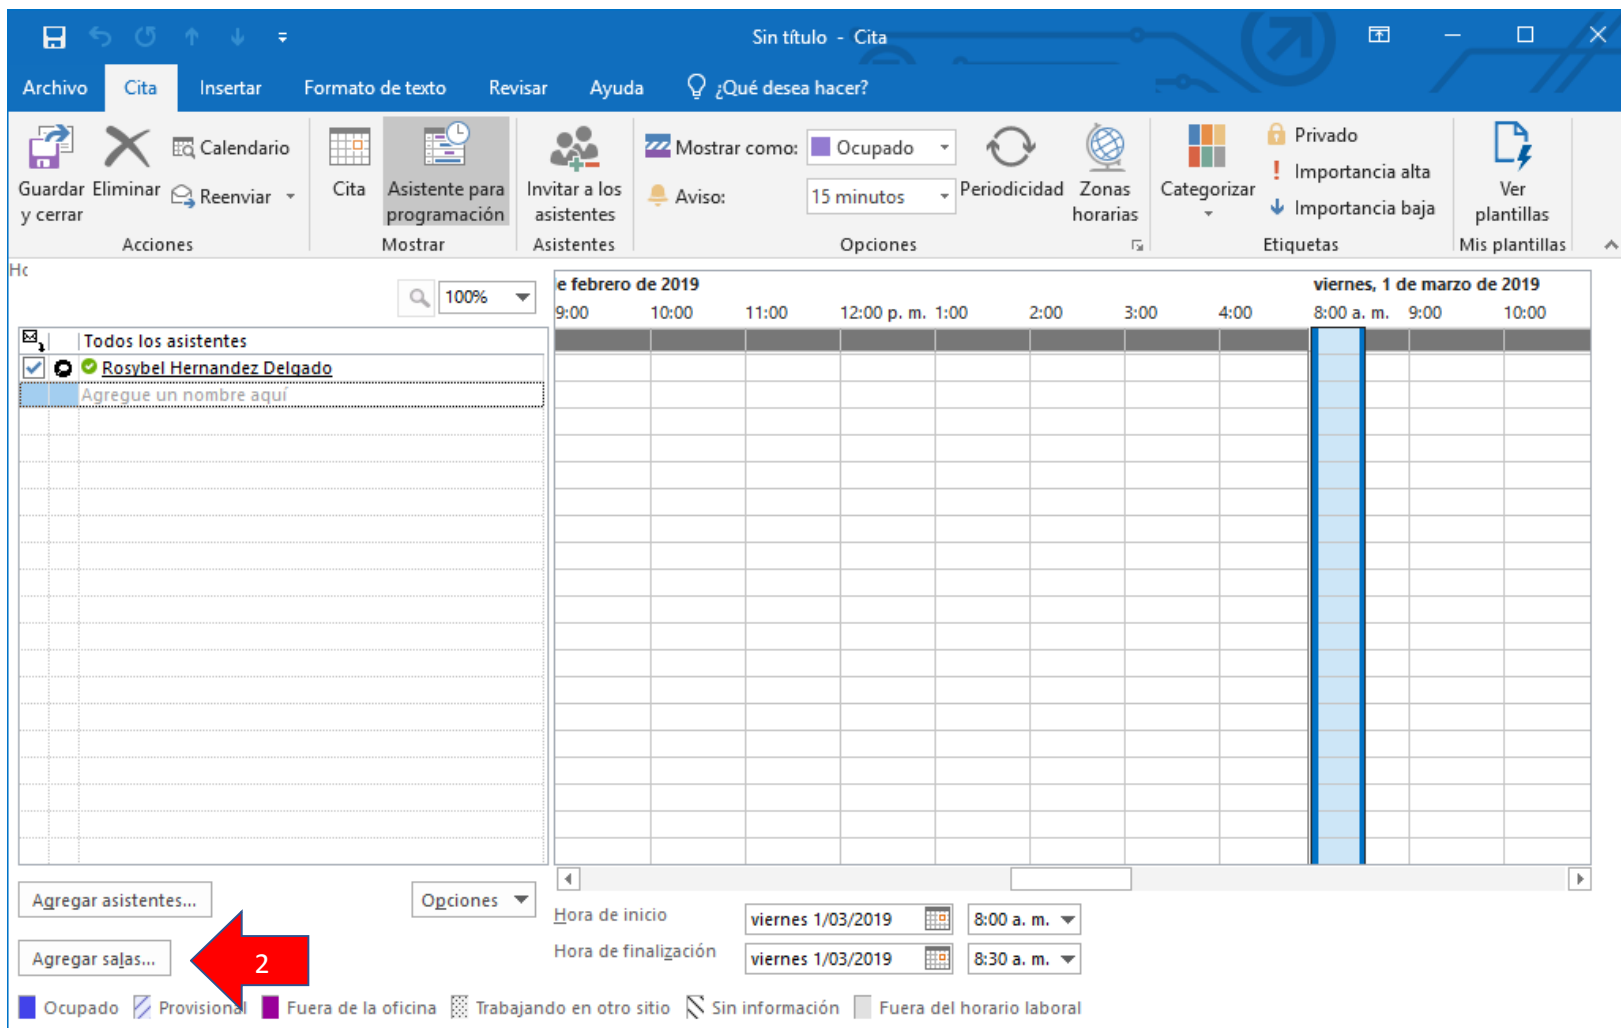 Sin título - Cita
Archivo Cita Insertar Formato de texto Revisar Ayuda ¿Qué desea hacer?
Guardar y cerrar
Eliminar
Calendario
Reenviar
Acciones
Cita
Asistente para programación
Mostrar
Invitar a los asistentes
Asistentes
Mostrar como: Ocupado
Aviso: 15 minutos
Periodicidad
Zonas horarias
Opciones
Categorizar
Privado
Importancia alta
Importancia baja
Etiquetas
Ver plantillas
Mis plantillas
100%
e febrero de 2019 viernes, 1 de marzo de 2019
9:00 10:00 11:00 12:00 p. m. 1:00 2:00 3:00 4:00 8:00 a. m. 9:00 10:00
Todos los asistentes
Rosybel Hernandez Delgado
Agregue un nombre aquí
Agregar asistentes... Opciones
Hora de inicio viernes 1/03/2019 8:00 a. m.
Agregar salas... 2
Hora de finalización viernes 1/03/2019 8:30 a. m.
Ocupado Provisional Fuera de la oficina Trabajando en otro sitio Sin información Fuera del horario laboral